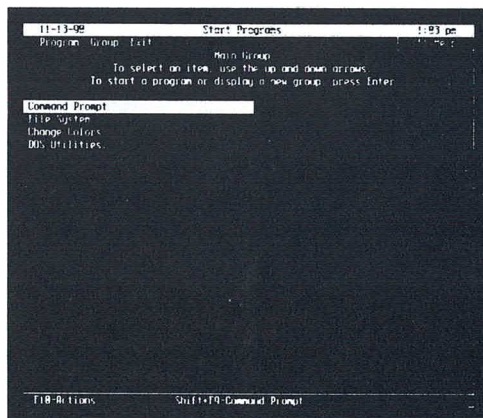 11-13-90 Start Programs 1:03 pm
Program Group Exit
Main Group
To select an item, use the up and down arrows.
To start a program or display a new group, press Enter
Command Prompt
File System
Change Colors
DOS Utilities.
F10-Actions Shift+F9-Command Prompt